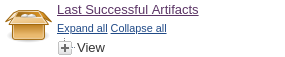 Last Successful Artifacts
Expand all Collapse all
View